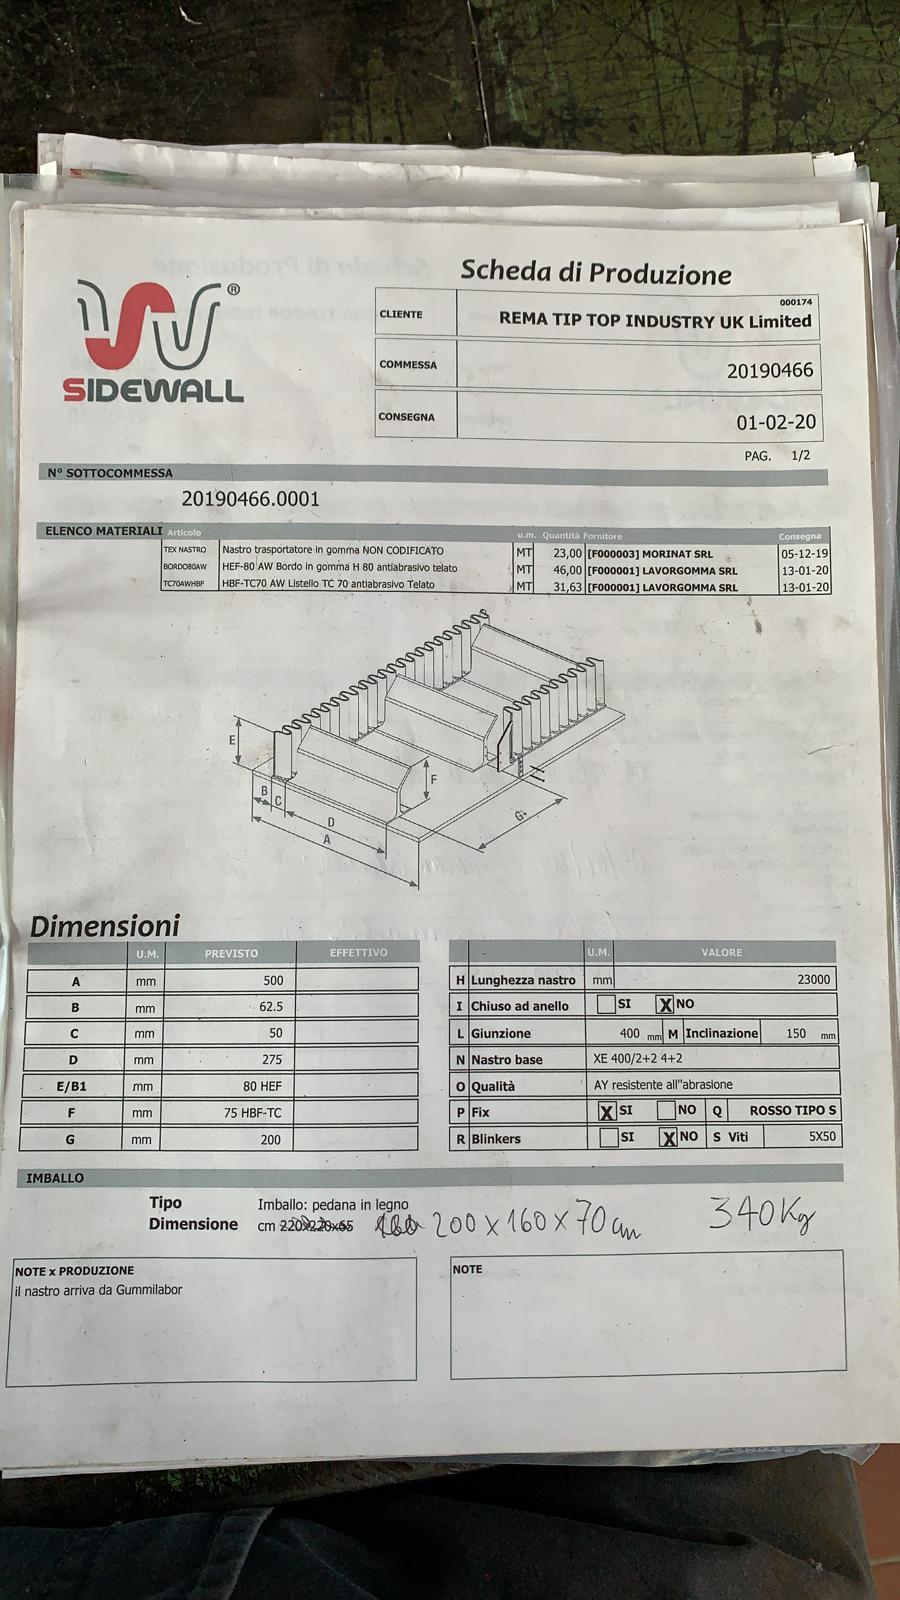 Scheda di Produzione
®
SIDEWALL
000174
CLIENTE REMA TIP TOP INDUSTRY UK Limited
COMMESSA 20190466
CONSEGNA 01-02-20
PAG. 1/2
N° SOTTOCOMMESSA
20190466.0001
ELENCO MATERIALI Articolo u.m. Quantità Fornitore Consegna
TEX NASTRO Nastro trasportatore in gomma NON CODIFICATO MT 23,00 [F000003] MORINAT SRL 05-12-19
BORDO80AW HEF-80 AW Bordo in gomma H 80 antiabrasivo telato MT 46,00 [F000001] LAVORGOMMA SRL 13-01-20
TC70AWHBF HBF-TC70 AW Listello TC 70 antiabrasivo Telato MT 31,63 [F000001] LAVORGOMMA SRL 13-01-20
E
F
B
C
D
A
G
Dimensioni
U.M. PREVISTO EFFETTIVO
A mm 500
B mm 62.5
C mm 50
D mm 275
E/B1 mm 80 HEF
F mm 75 HBF-TC
G mm 200
U.M. VALORE
H Lunghezza nastro mm 23000
I Chiuso ad anello SI X NO
L Giunzione 400 mm M Inclinazione 150 mm
N Nastro base XE 400/2+2 4+2
O Qualità AY resistente all"abrasione
P Fix X SI NO Q ROSSO TIPO S
R Blinkers SI X NO S Viti 5X50
IMBALLO
Tipo Imballo: pedana in legno
Dimensione cm 220x220x65 200 x 160 x 70 cm 340 Kg
NOTE x PRODUZIONE
il nastro arriva da Gummilabor
NOTE